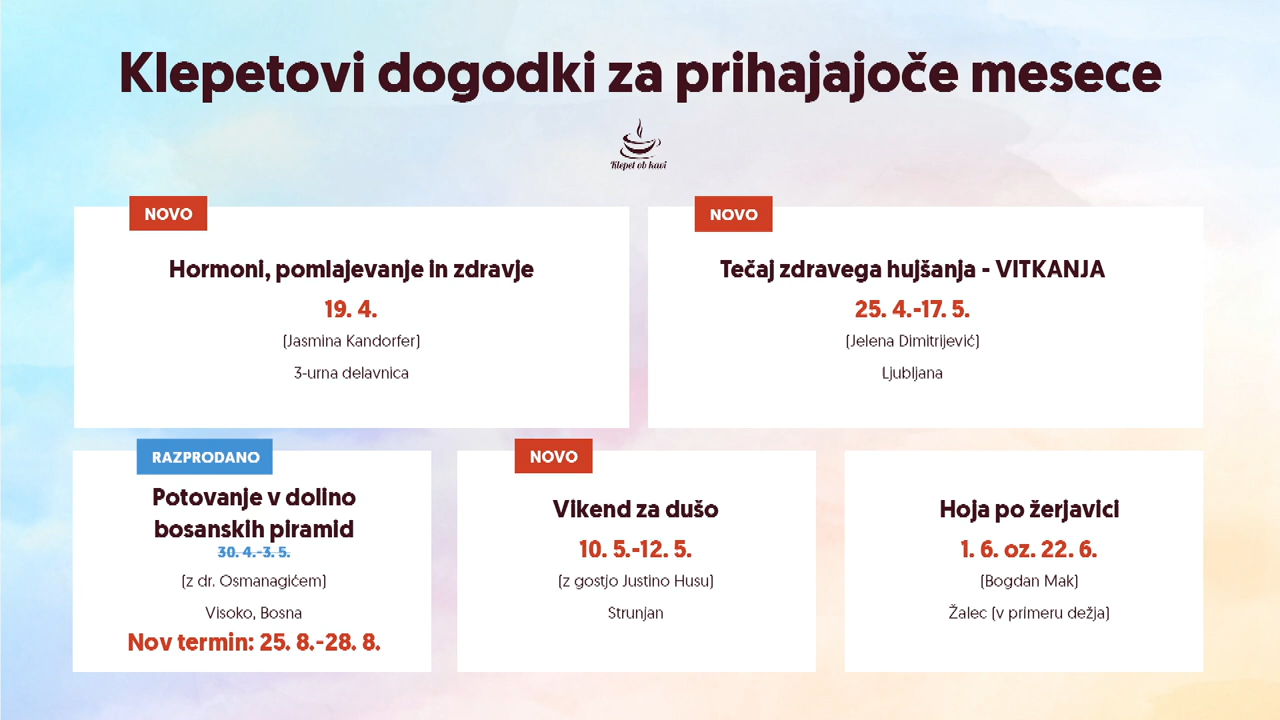 Klepetovi dogodki za prihajajoče mesece
Klepet ob kavi
NOVO
Hormoni, pomlajevanje in zdravje
19. 4.
(Jasmina Kandorfer)
3-urna delavnica
NOVO
Tečaj zdravega hujšanja - VITKANJA
25. 4.-17. 5.
(Jelena Dimitrijević)
Ljubljana
RAZPRODANO
Potovanje v dolino
bosanskih piramid
30. 4.-3. 5.
(z dr. Osmanagićem)
Visoko, Bosna
Nov termin: 25. 8.-28. 8.
NOVO
Vikend za dušo
10. 5.-12. 5.
(z gostjo Justino Husu)
Strunjan
Hoja po žerjavici
1. 6. oz. 22. 6.
(Bogdan Mak)
Žalec (v primeru dežja)